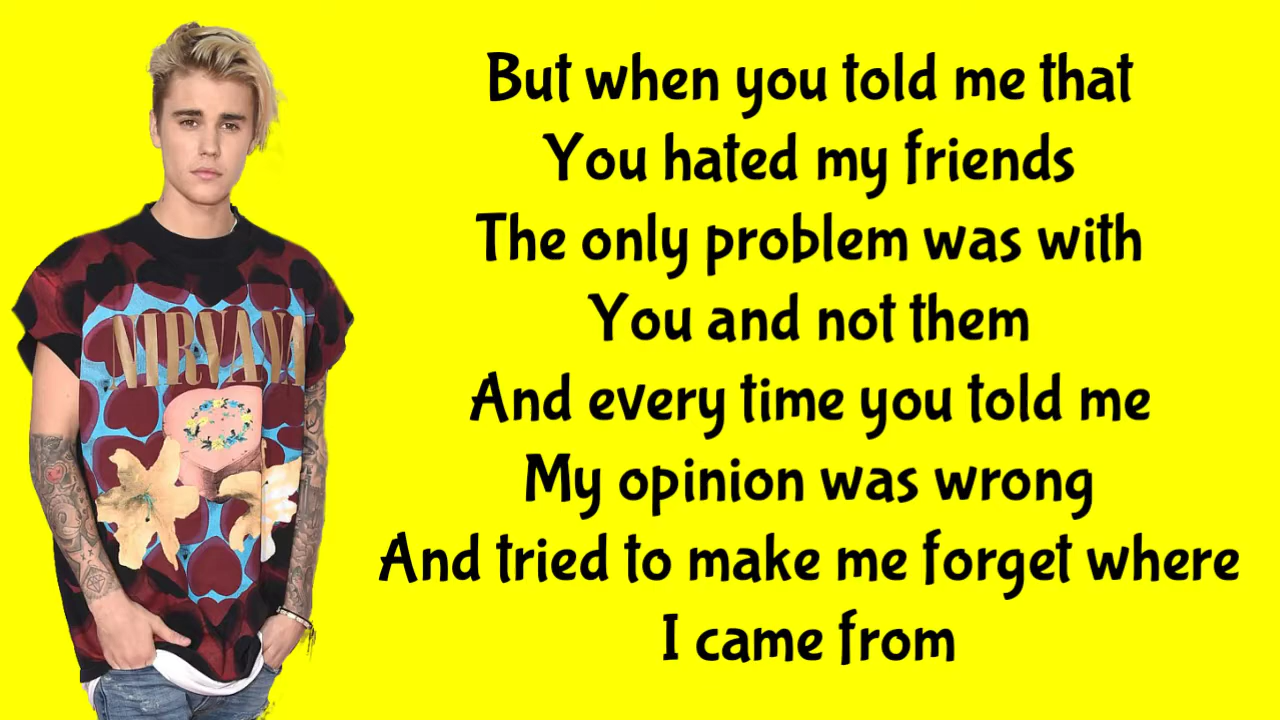 But when you told me that
You hated my friends
The only problem was with
You and not them
And every time you told me
My opinion was wrong
And tried to make me forget where
I came from
NIRVANA